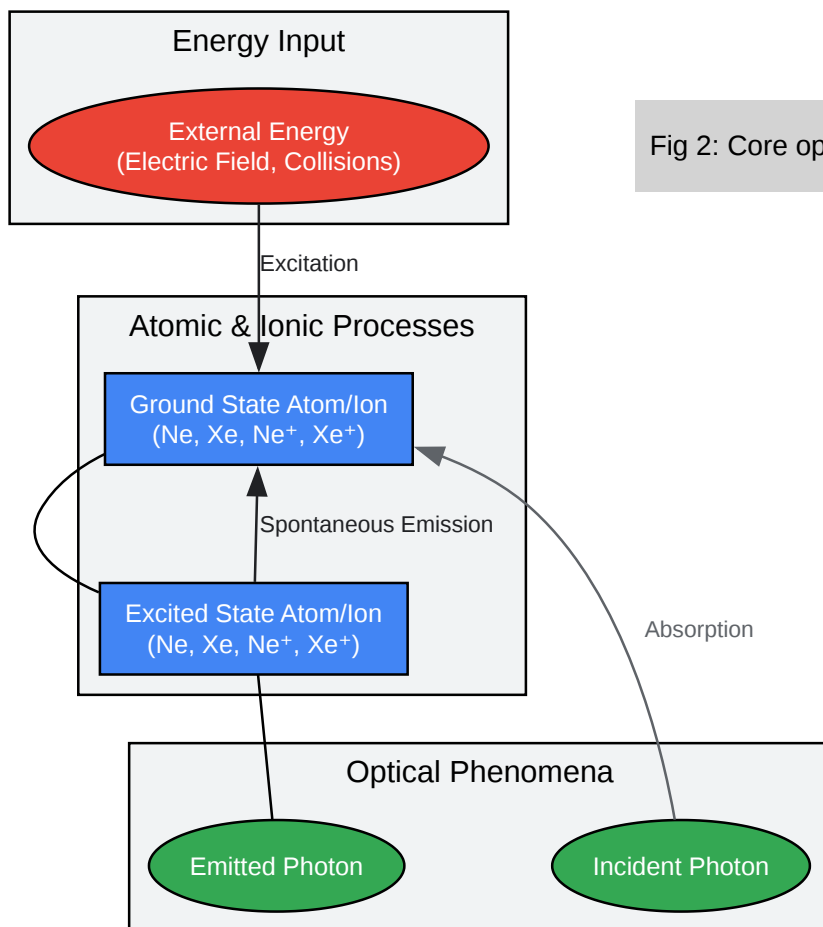 Energy Input
External Energy
(Electric Field, Collisions)
Fig 2: Core op
Excitation
Atomic & Ionic Processes
Ground State Atom/Ion
(Ne, Xe, Ne⁺, Xe⁺)
Spontaneous Emission
Excited State Atom/Ion
(Ne, Xe, Ne⁺, Xe⁺)
Absorption
Optical Phenomena
Emitted Photon
Incident Photon